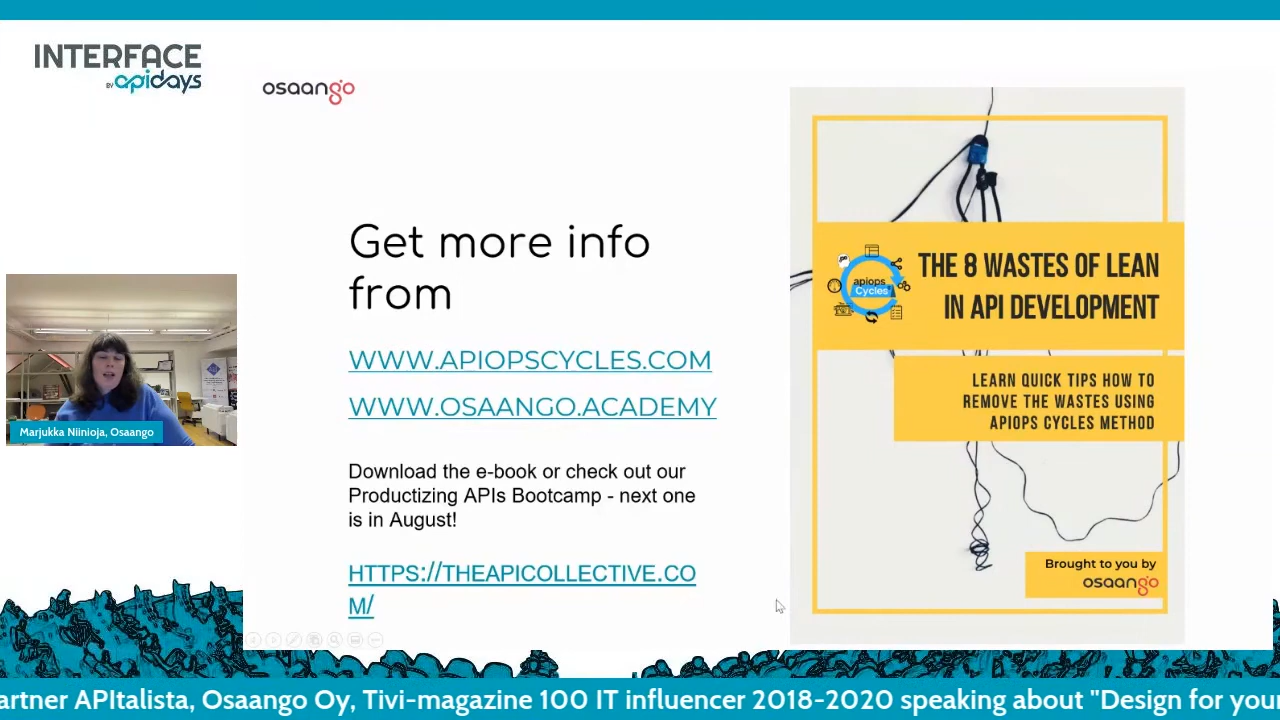 INTERFACE
BY apidays
osaango
Get more info
from
WWW.APIOPSCYCLES.COM
WWW.OSAANGO.ACADEMY
Download the e-book or check out our
Productizing APIs Bootcamp - next one
is in August!
HTTPS://THEAPICOLLECTIVE.CO
M/
apiops
Cycles
THE 8 WASTES OF LEAN
IN API DEVELOPMENT
LEARN QUICK TIPS HOW TO
REMOVE THE WASTES USING
APIOPS CYCLES METHOD
Brought to you by
osaango
Marjukka Niinioja, Osaango
artner APItalista, Osaango Oy, Tivi-magazine 100 IT influencer 2018-2020 speaking about "Design for your